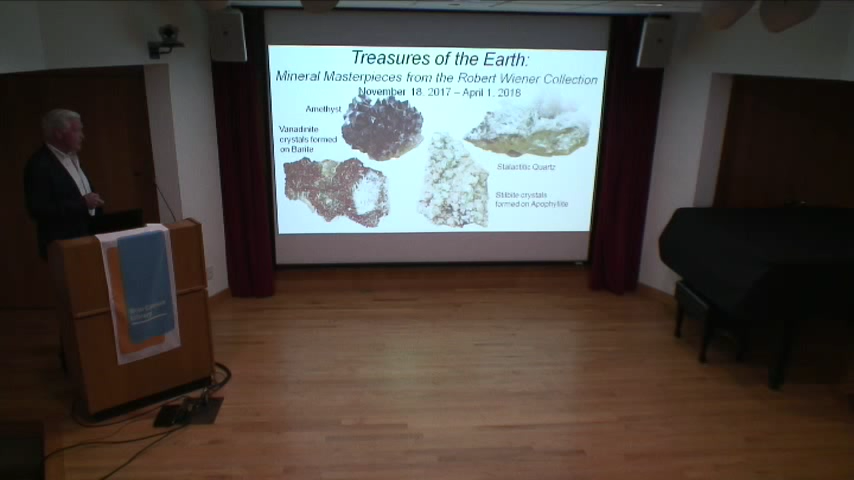 Treasures of the Earth:
Mineral Masterpieces from the Robert Wiener Collection
November 18, 2017 – April 1, 2018
Amethyst
Vanadinite
crystals formed
on Barite
Stalactitic Quartz
Stilbite crystals
formed on Apophyllite